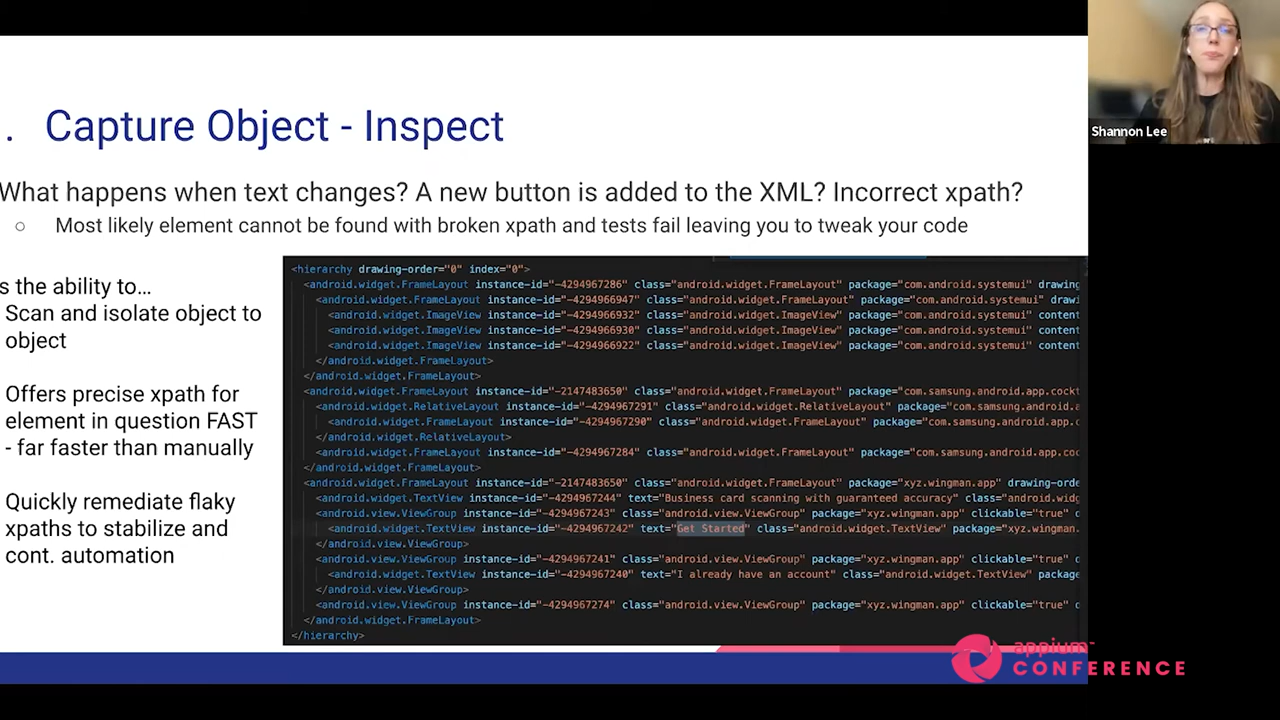 . Capture Object - Inspect
What happens when text changes? A new button is added to the XML? Incorrect xpath?
○ Most likely element cannot be found with broken xpath and tests fail leaving you to tweak your code
s the ability to…
Scan and isolate object to
object
Offers precise xpath for
element in question FAST
- far faster than manually
Quickly remediate flaky
xpaths to stabilize and
cont. automation
<hierarchy drawing-order="0" index="0">
<android.widget.FrameLayout instance-id="-4294967286" class="android.widget.FrameLayout" package="com.android.systemui" drawing
<android.widget.FrameLayout instance-id="-4294966947" class="android.widget.FrameLayout" package="com.android.systemui" drawi
<android.widget.ImageView instance-id="-4294966932" class="android.widget.ImageView" package="com.android.systemui" content
<android.widget.ImageView instance-id="-4294966930" class="android.widget.ImageView" package="com.android.systemui" content
<android.widget.ImageView instance-id="-4294966922" class="android.widget.ImageView" package="com.android.systemui" content
</android.widget.FrameLayout>
</android.widget.FrameLayout>
<android.widget.FrameLayout instance-id="-2147483650" class="android.widget.FrameLayout" package="com.samsung.android.app.cockt
<android.widget.RelativeLayout instance-id="-4294967291" class="android.widget.RelativeLayout" package="com.samsung.android.a
<android.widget.FrameLayout instance-id="-4294967290" class="android.widget.FrameLayout" package="com.samsung.android.app.c
</android.widget.RelativeLayout>
<android.widget.FrameLayout instance-id="-4294967284" class="android.widget.FrameLayout" package="com.samsung.android.app.co
</android.widget.FrameLayout>
<android.widget.FrameLayout instance-id="-2147483650" class="android.widget.FrameLayout" package="xyz.wingman.app" drawing-orde
<android.widget.TextView instance-id="-4294967244" text="Business card scanning with guaranteed accuracy" class="android.widg
<android.view.ViewGroup instance-id="-4294967243" class="android.view.ViewGroup" package="xyz.wingman.app" clickable="true" c
<android.widget.TextView instance-id="-4294967242" text="Get Started" class="android.widget.TextView" package="xyz.wingman.
</android.view.ViewGroup>
<android.view.ViewGroup instance-id="-4294967241" class="android.view.ViewGroup" package="xyz.wingman.app" clickable="true" c
<android.widget.TextView instance-id="-4294967240" text="I already have an account" class="android.widget.TextView" package
</android.view.ViewGroup>
<android.view.ViewGroup instance-id="-4294967274" class="android.view.ViewGroup" package="xyz.wingman.app" clickable="true" c
</android.widget.FrameLayout>
</hierarchy>
Shannon Lee
appium
CONFERENCE